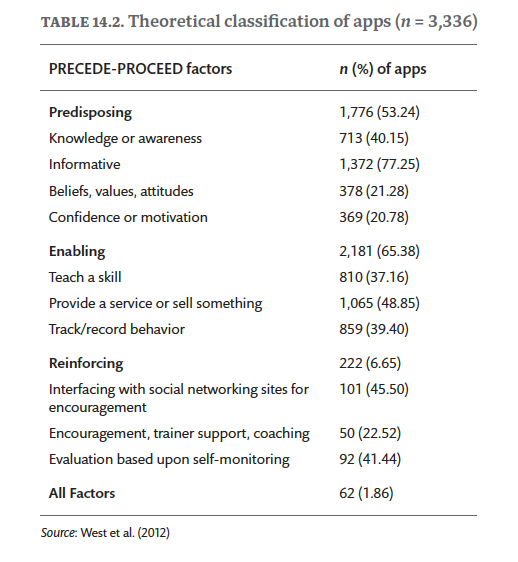 TABLE 14.2. Theoretical classification of apps (n = 3,336)
PRECEDE-PROCEED factors n (%) of apps
Predisposing 1,776 (53.24)
Knowledge or awareness 713 (40.15)
Informative 1,372 (77.25)
Beliefs, values, attitudes 378 (21.28)
Confidence or motivation 369 (20.78)
Enabling 2,181 (65.38)
Teach a skill 810 (37.16)
Provide a service or sell something 1,065 (48.85)
Track/record behavior 859 (39.40)
Reinforcing 222 (6.65)
Interfacing with social networking sites for 101 (45.50)
encouragement
Encouragement, trainer support, coaching 50 (22.52)
Evaluation based upon self-monitoring 92 (41.44)
All Factors 62 (1.86)
Source: West et al. (2012)